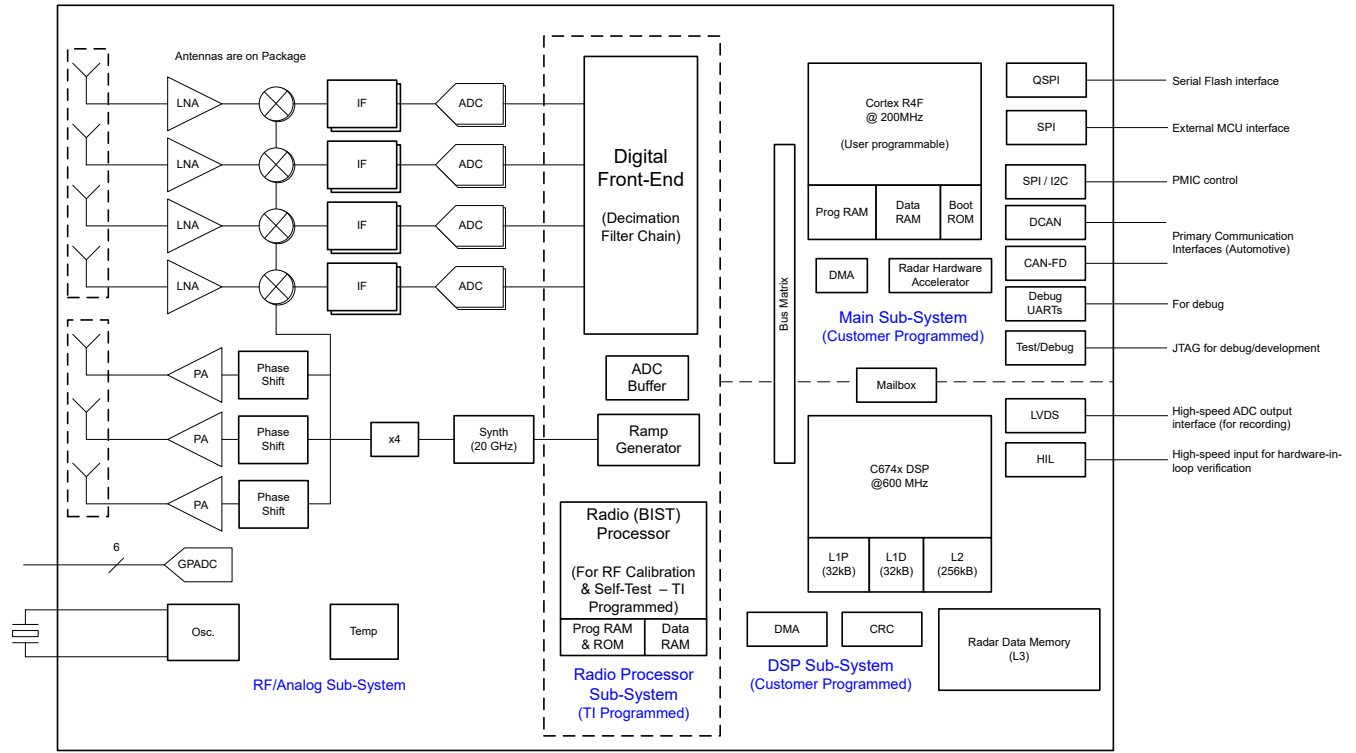 Antennas are on Package
LNA
IF
ADC
LNA
IF
ADC
LNA
IF
ADC
LNA
IF
ADC
Digital
Front-End
(Decimation
Filter Chain)
PA
Phase
Shift
PA
Phase
Shift
PA
Phase
Shift
x4
Synth
(20 GHz)
ADC
Buffer
Ramp
Generator
6
GPADC
Osc.
Temp
RF/Analog Sub-System
Radio (BIST)
Processor
(For RF Calibration
& Self-Test – TI
Programmed)
Prog RAM
& ROM
Data
RAM
Radio Processor
Sub-System
(TI Programmed)
Bus Matrix
Cortex R4F
@ 200MHz
(User programmable)
Prog RAM
Data
RAM
Boot
ROM
DMA
Radar Hardware
Accelerator
Main Sub-System
(Customer Programmed)
Mailbox
C674x DSP
@600 MHz
L1P
(32kB)
L1D
(32kB)
L2
(256kB)
DMA
CRC
DSP Sub-System
(Customer Programmed)
Radar Data Memory
(L3)
QSPI
Serial Flash interface
SPI
External MCU interface
SPI / I2C
PMIC control
DCAN
CAN-FD
Primary Communication
Interfaces (Automotive)
Debug
UARTs
For debug
Test/Debug
JTAG for debug/development
LVDS
High-speed ADC output
interface (for recording)
HIL
High-speed input for hardware-in-
loop verification